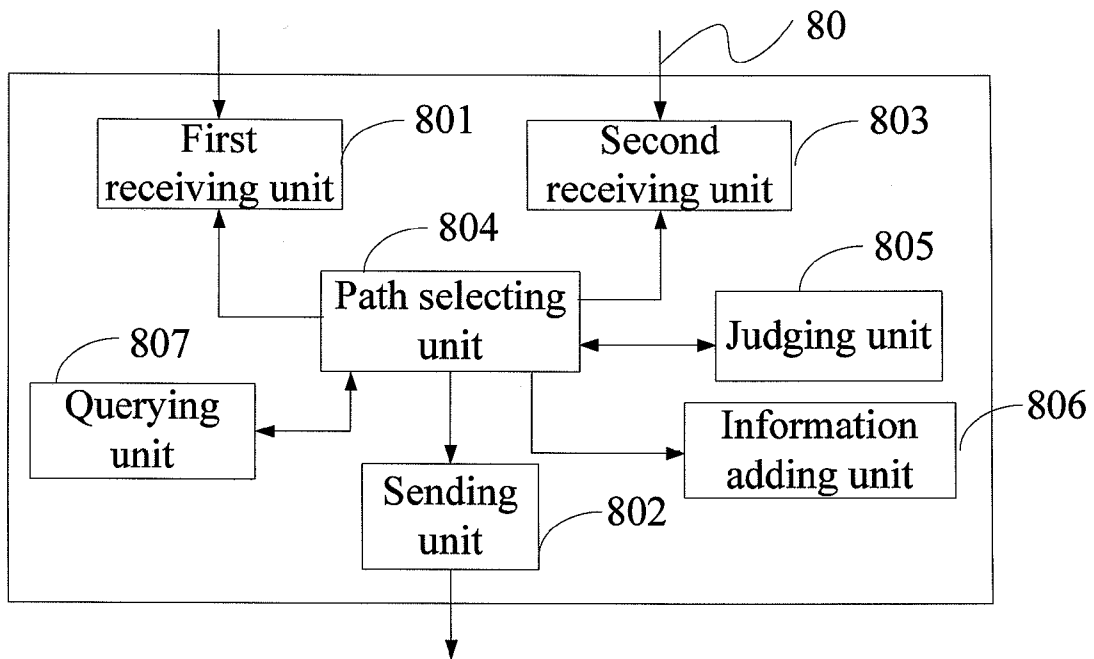 80
First
receiving unit
801
Second
receiving unit
803
804
Path selecting
unit
805
Judging unit
807
Querying
unit
806
Information
adding unit
Sending
unit
802